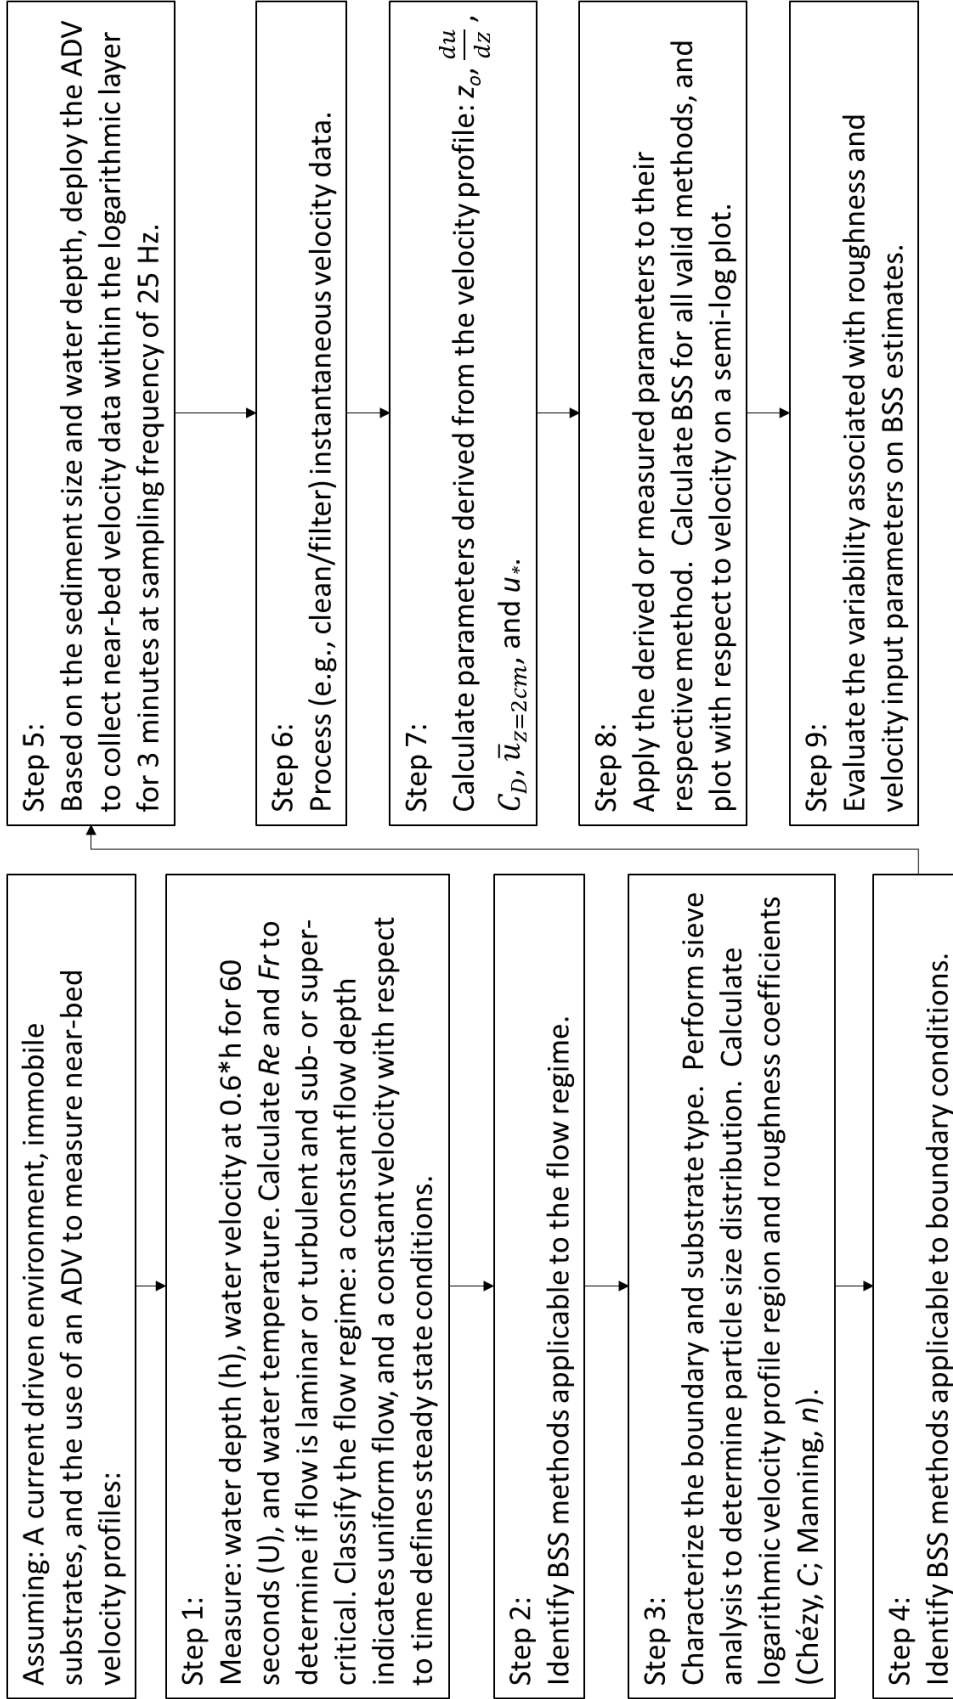 Assuming: A current driven environment, immobile
substrates, and the use of an ADV to measure near-bed
velocity profiles:
Step 1:
Measure: water depth (h), water velocity at 0.6*h for 60
seconds (U), and water temperature. Calculate Re and Fr to
determine if flow is laminar or turbulent and sub- or super-
critical. Classify the flow regime: a constant flow depth
indicates uniform flow, and a constant velocity with respect
to time defines steady state conditions.
Step 2:
Identify BSS methods applicable to the flow regime.
Step 3:
Characterize the boundary and substrate type.  Perform sieve
analysis to determine particle size distribution.  Calculate
logarithmic velocity profile region and roughness coefficients
(Chézy, C; Manning, n).
Step 4:
Identify BSS methods applicable to boundary conditions.
Step 5:
Based on the sediment size and water depth, deploy the ADV
to collect near-bed velocity data within the logarithmic layer
for 3 minutes at sampling frequency of 25 Hz.
Step 6:
Process (e.g., clean/filter) instantaneous velocity data.
Step 7:
Calculate parameters derived from the velocity profile: z₀, du/dz,
C_D, ū_{z=2cm}, and u_*.
Step 8:
Apply the derived or measured parameters to their
respective method.  Calculate BSS for all valid methods, and
plot with respect to velocity on a semi-log plot.
Step 9:
Evaluate the variability associated with roughness and
velocity input parameters on BSS estimates.